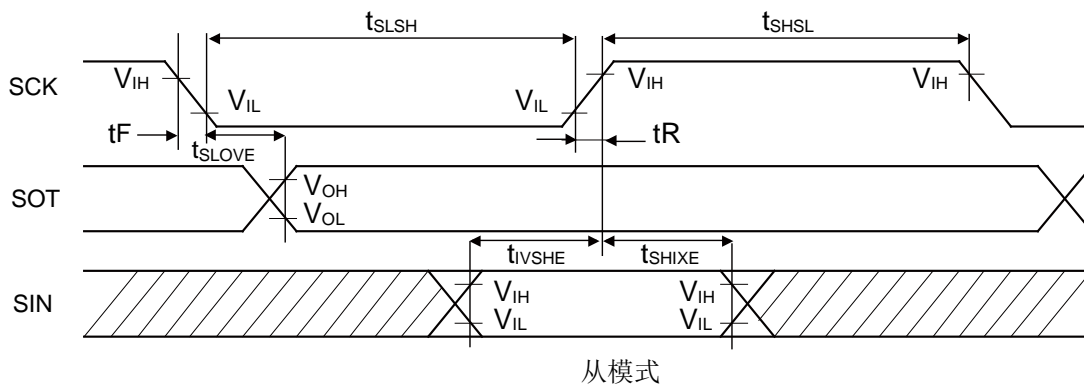 tSLSH tSHSL
SCK VIH VIL VIL VIH VIH
tF tSLOVE tR
SOT VOH VOL
tIVSHE tSHIXE
SIN VIH VIL VIH VIL
从模式